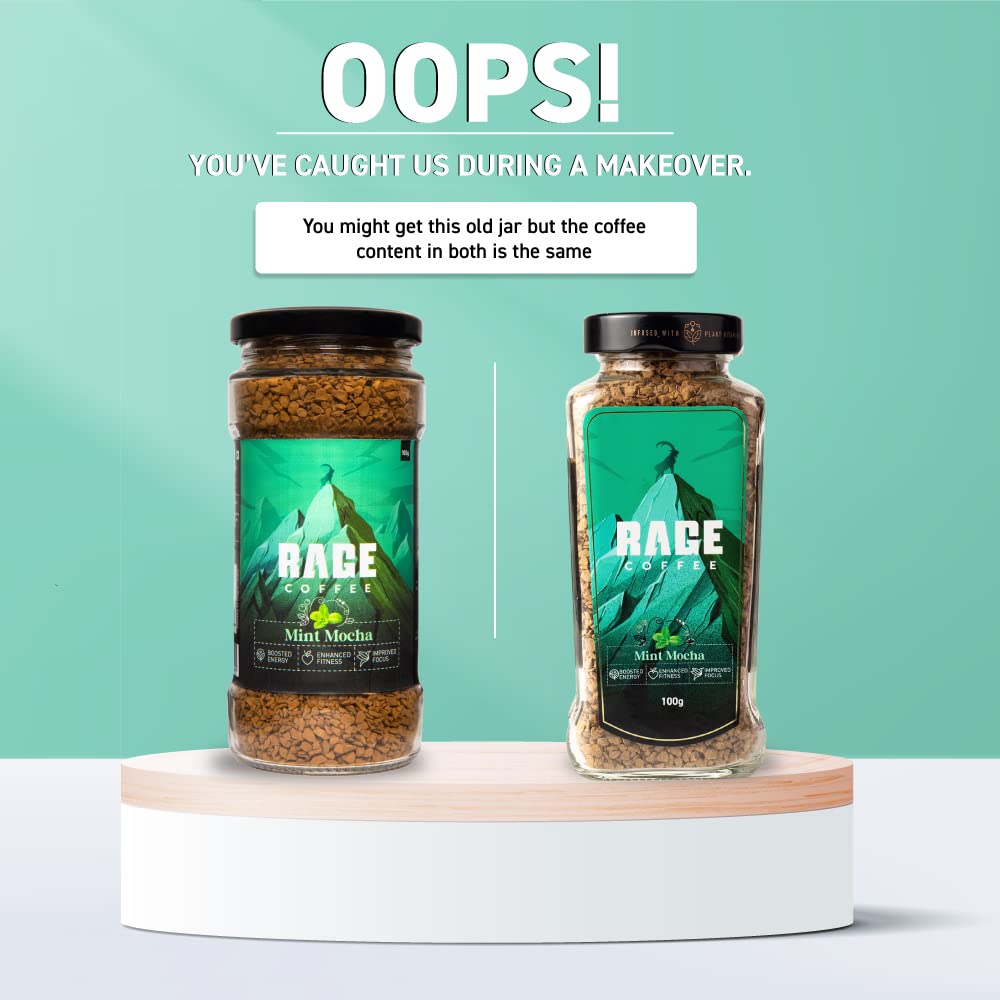 OOPS!
YOU'VE CAUGHT US DURING A MAKEOVER.
You might get this old jar but the coffee
content in both is the same
100g
RAGE
COFFEE
Mint Mocha
BOOSTED
ENERGY
ENHANCED
FITNESS
IMPROVED
FOCUS
INFUSED WITH PLANT
RAGE
COFFEE
Mint Mocha
BOOSTED
ENERGY
ENHANCED
FITNESS
IMPROVED
FOCUS
100g